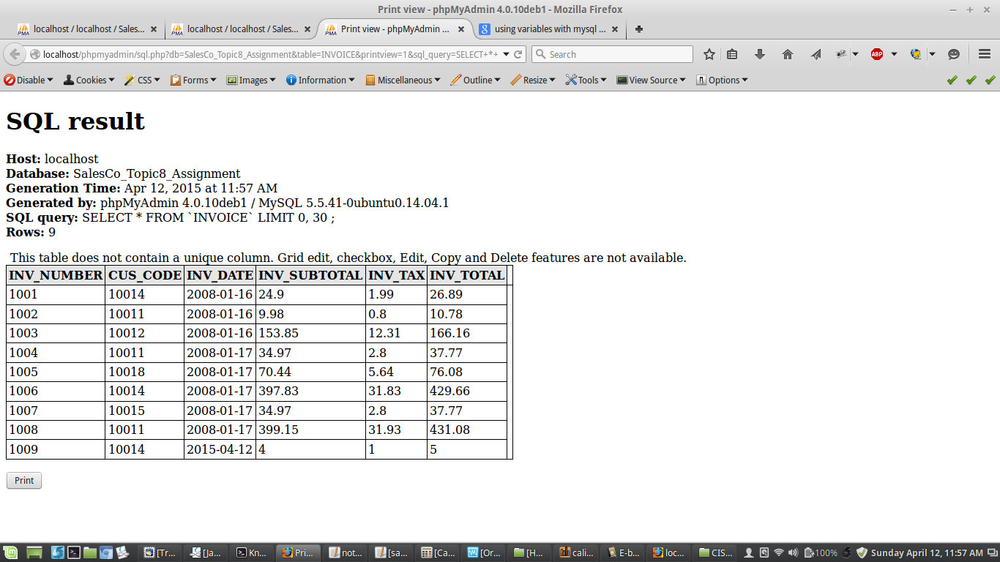 Print view - phpMyAdmin 4.0.10deb1 - Mozilla Firefox
localhost / localhost / Sales... localhost / localhost / Sales... Print view - phpMyAdmin ... using variables with mysql ...
localhost/phpmyadmin/sql.php?db=SalesCo_Topic8_Assignment&table=INVOICE&printview=1&sql_query=SELECT+*+ Search ABP
Disable Cookies CSS Forms Images Information Miscellaneous Outline Resize Tools View Source Options
SQL result
Host: localhost
Database: SalesCo_Topic8_Assignment
Generation Time: Apr 12, 2015 at 11:57 AM
Generated by: phpMyAdmin 4.0.10deb1 / MySQL 5.5.41-0ubuntu0.14.04.1
SQL query: SELECT * FROM `INVOICE` LIMIT 0, 30 ;
Rows: 9
This table does not contain a unique column. Grid edit, checkbox, Edit, Copy and Delete features are not available.
INV_NUMBER CUS_CODE INV_DATE INV_SUBTOTAL INV_TAX INV_TOTAL
1001 10014 2008-01-16 24.9 1.99 26.89
1002 10011 2008-01-16 9.98 0.8 10.78
1003 10012 2008-01-16 153.85 12.31 166.16
1004 10011 2008-01-17 34.97 2.8 37.77
1005 10018 2008-01-17 70.44 5.64 76.08
1006 10014 2008-01-17 397.83 31.83 429.66
1007 10015 2008-01-17 34.97 2.8 37.77
1008 10011 2008-01-17 399.15 31.93 431.08
1009 10014 2015-04-12 4 1 5
Print
[Tr... [Ja... Kn... Pri... not... [sa... [Ca... [Or... [H... cali... E-b... loc... CIS... 100% Sunday April 12, 11:57 AM